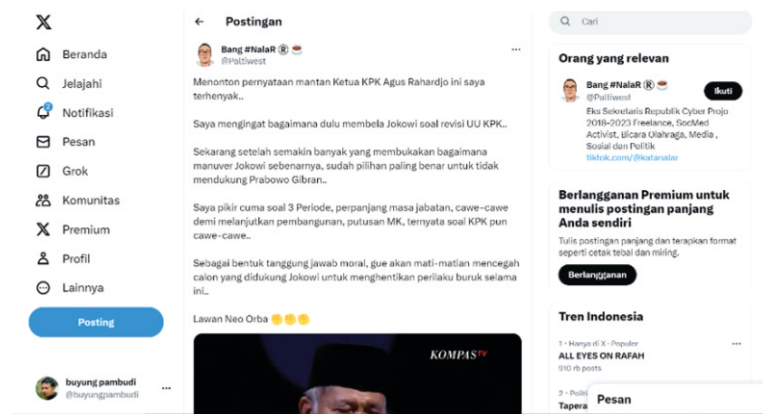 Beranda
Jelajahi
2
Notifikasi
Pesan
Grok
Komunitas
Premium
Profil
Lainnya
Posting
buyung pambudi
@buyungpambudi
Postingan
Bang #NalaR ® ☕
@Paltiwest
Menonton pernyataan mantan Ketua KPK Agus Rahardjo ini saya
terhenyak..
Saya mengingat bagaimana dulu membela Jokowi soal revisi UU KPK..
Sekarang setelah semakin banyak yang membukakan bagaimana
manuver Jokowi sebenarnya, sudah pilihan paling benar untuk tidak
mendukung Prabowo Gibran..
Saya pikir cuma soal 3 Periode, perpanjang masa jabatan, cawe-cawe
demi melanjutkan pembangunan, putusan MK, ternyata soal KPK pun
cawe-cawe..
Sebagai bentuk tanggung jawab moral, gue akan mati-matian mencegah
calon yang didukung Jokowi untuk menghentikan perilaku buruk selama
ini..
Lawan Neo Orba ✊✊✊
KOMPASTV
Cari
Orang yang relevan
Bang #NalaR ® ☕
@Paltiwest
Ikuti
Eks Sekretaris Republik Cyber Projo
2018-2023 Freelance, SocMed
Activist, Bicara Olahraga, Media ,
Sosial dan Politik
tiktok.com/@katanalar
Berlangganan Premium untuk
menulis postingan panjang
Anda sendiri
Tulis postingan panjang dan terapkan format
seperti cetak tebal dan miring.
Berlangganan
Tren Indonesia
1 · Hanya di X · Populer
ALL EYES ON RAFAH
910 rb posts
2 ·
Tapera
Pesan